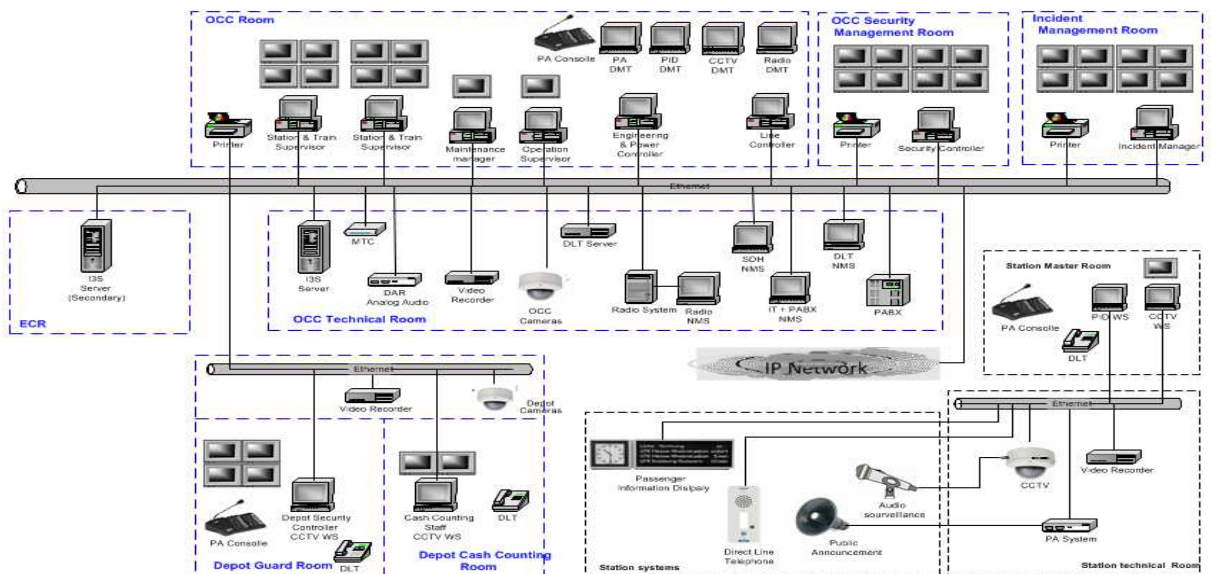 OCC Room
PA Consolle
PA
DMT
PID
DMT
CCTV
DMT
Radio
DMT
Printer
Station & Train
Supervisor
Station & Train
Supervisor
Maintenance
manager
Operation
Supervisor
Engineering
& Power
Controller
Line
Controller
OCC Security
Management Room
Printer
Security Controller
Incident
Management Room
Printer
Incident Manager
Ethernet
I3S
Server
(Secondary)
ECR
I3S
Server
MTC
DAR
Analog Audio
Video
Recorder
OCC
Cameras
DLT Server
Radio System
Radio
NMS
SDH
NMS
IT + PABX
NMS
DLT
NMS
PABX
OCC Technical Room
IP Network
Station Master Room
PA Consolle
PID WS
CCTV
WS
DLT
Ethernet
Video Recorder
Depot
Cameras
PA Consolle
Depot Security
Controller
CCTV WS
DLT
Depot Guard Room
Cash Counting
Staff
CCTV WS
DLT
Depot Cash Counting
Room
Passenger
Information Dislpaly
Direct Line
Telephone
Public
Announcement
Audio
sourveillance
Station systems
Ethernet
CCTV
Video Recorder
PA System
Station technical Room